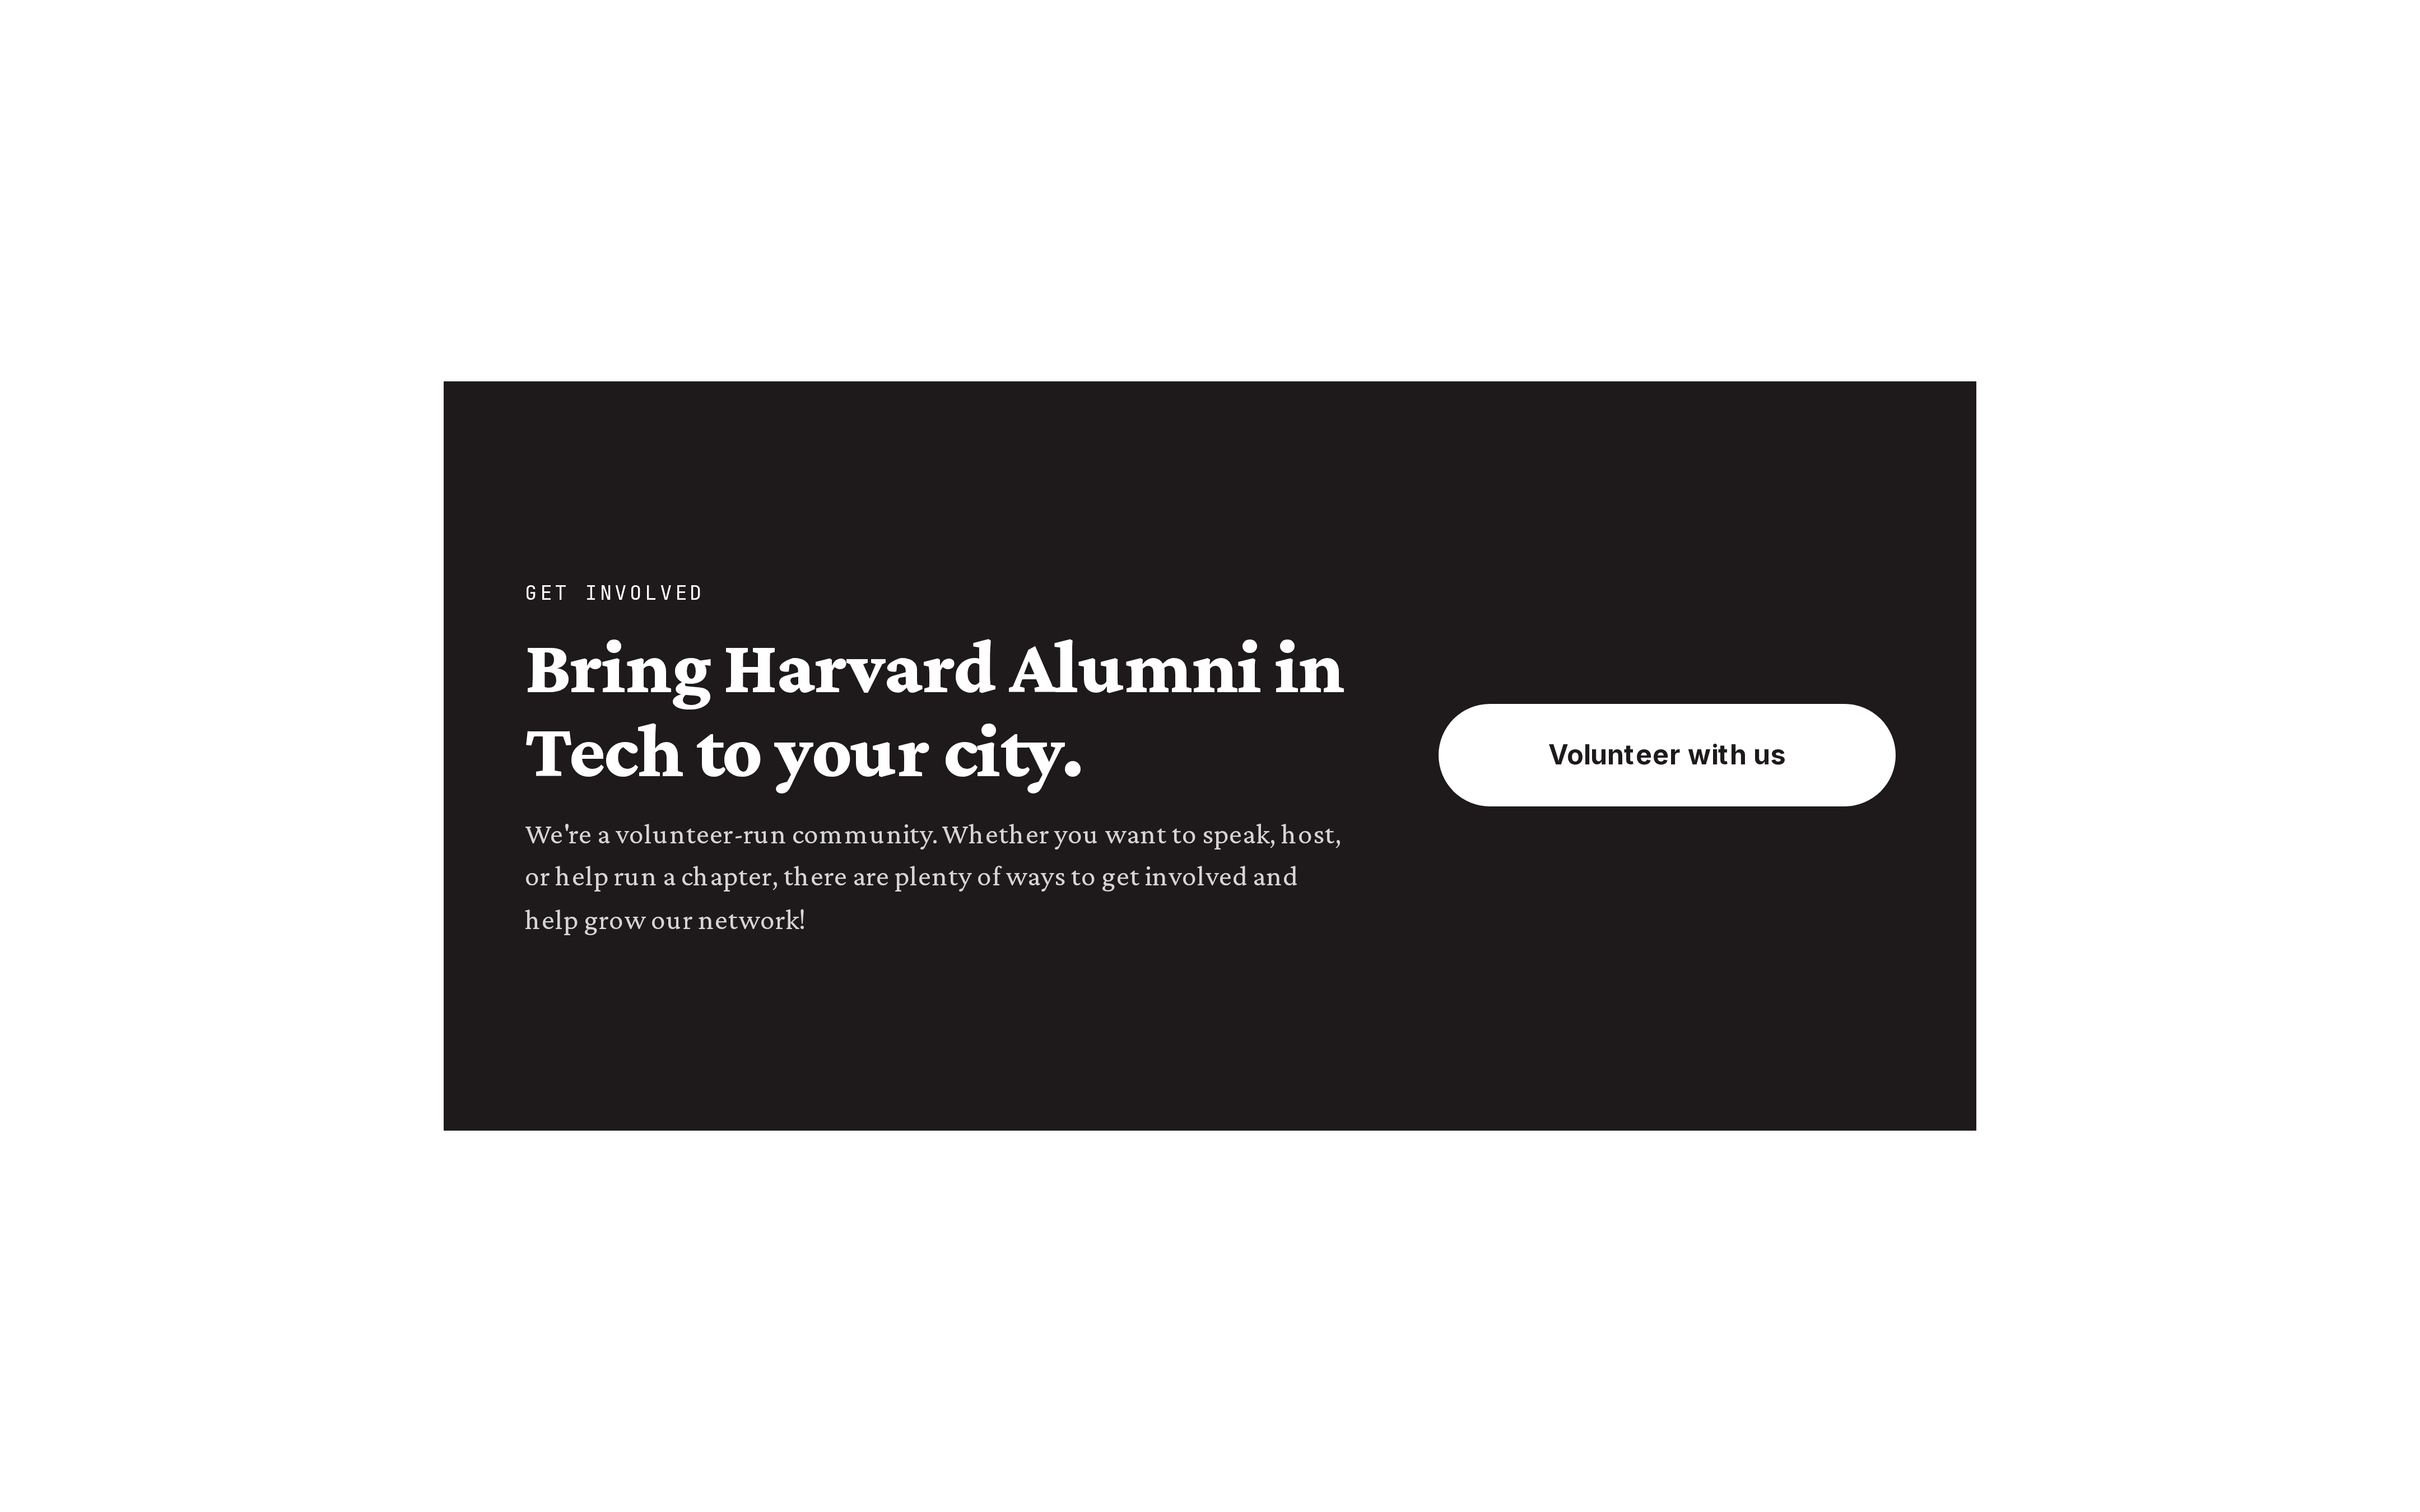 GET INVOLVED
Bring Harvard Alumni in
Tech to your city.
We're a volunteer-run community. Whether you want to speak, host,
or help run a chapter, there are plenty of ways to get involved and
help grow our network!
Volunteer with us